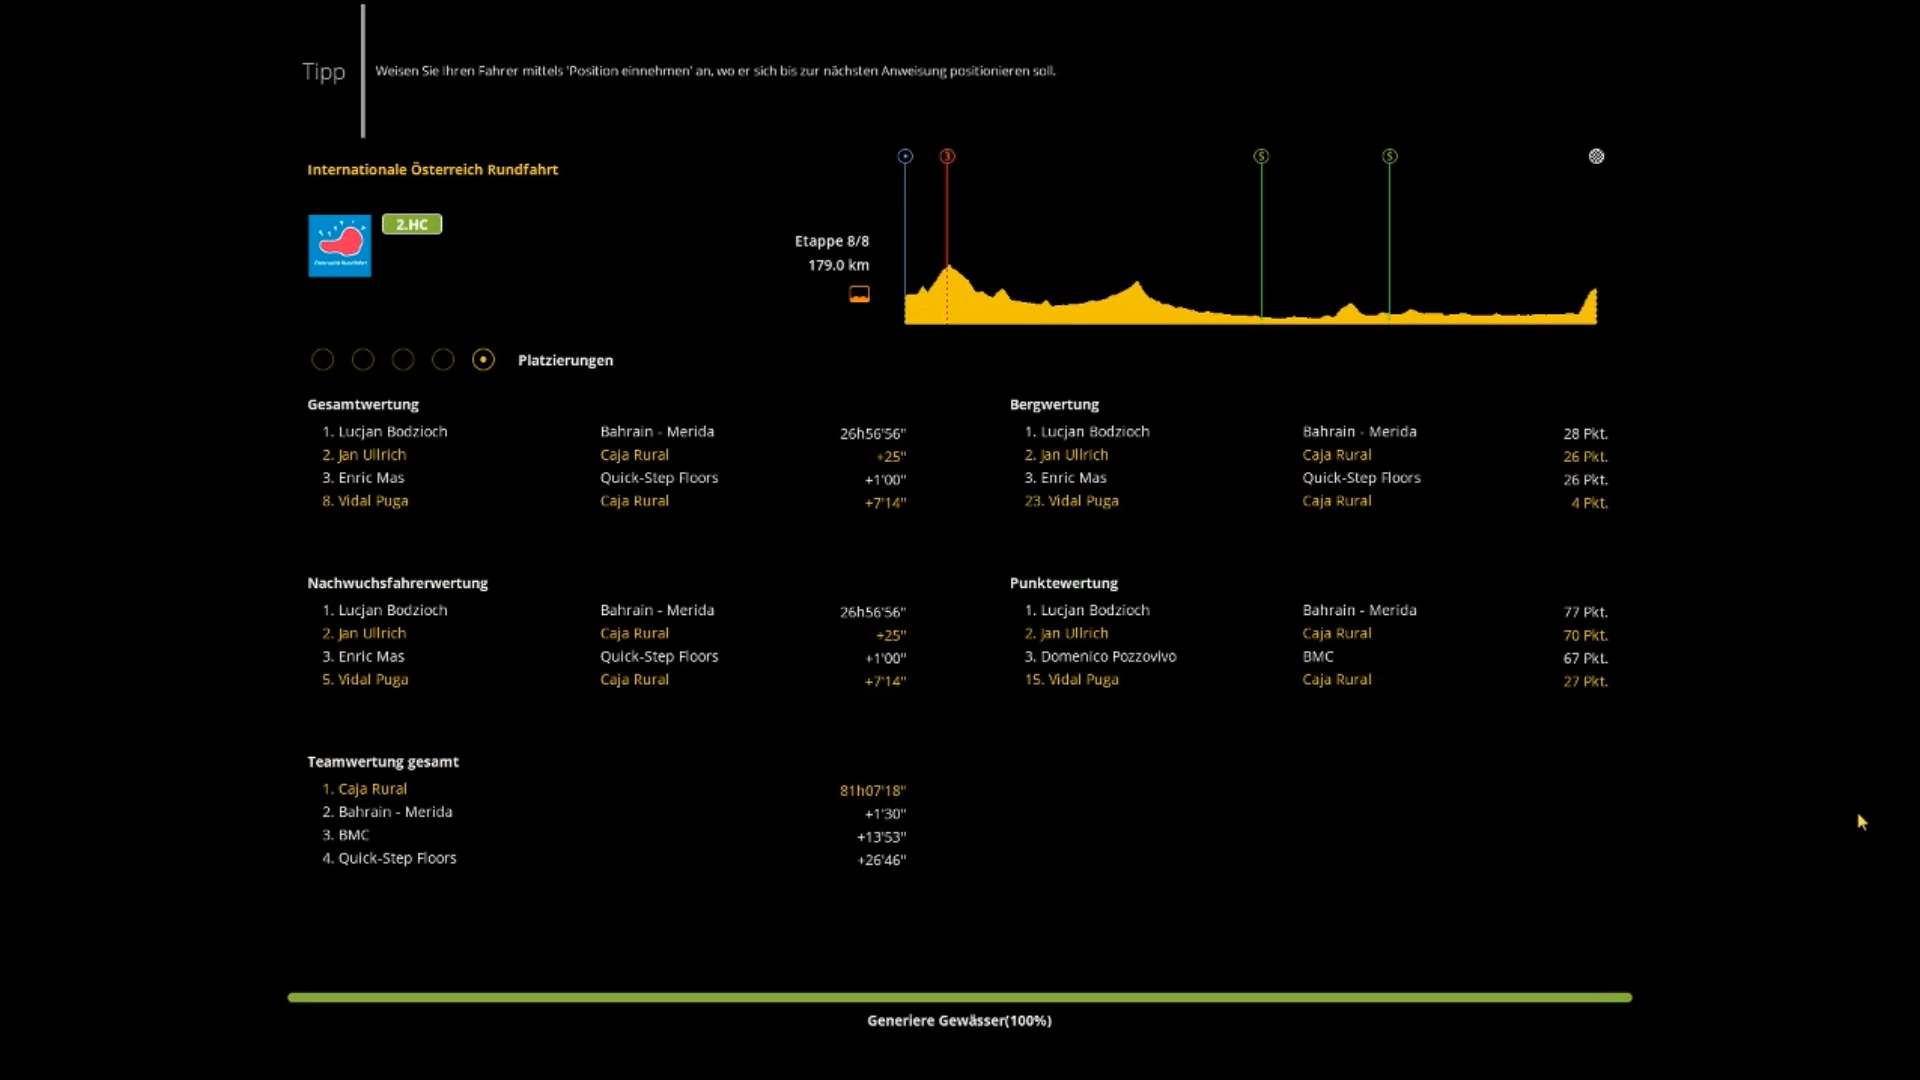 Tipp
Weisen Sie Ihren Fahrer mittels 'Position einnehmen' an, wo er sich bis zur nächsten Anweisung positionieren soll.
Internationale Österreich Rundfahrt
Österreich Rundfahrt
2.HC
Etappe 8/8
179.0 km
3
S
S
Platzierungen
Gesamtwertung
1. Lucjan Bodzioch Bahrain - Merida 26h56'56"
2. Jan Ullrich Caja Rural +25"
3. Enric Mas Quick-Step Floors +1'00"
8. Vidal Puga Caja Rural +7'14"
Bergwertung
1. Lucjan Bodzioch Bahrain - Merida 28 Pkt.
2. Jan Ullrich Caja Rural 26 Pkt.
3. Enric Mas Quick-Step Floors 26 Pkt.
23. Vidal Puga Caja Rural 4 Pkt.
Nachwuchsfahrerwertung
1. Lucjan Bodzioch Bahrain - Merida 26h56'56"
2. Jan Ullrich Caja Rural +25"
3. Enric Mas Quick-Step Floors +1'00"
5. Vidal Puga Caja Rural +7'14"
Punktewertung
1. Lucjan Bodzioch Bahrain - Merida 77 Pkt.
2. Jan Ullrich Caja Rural 70 Pkt.
3. Domenico Pozzovivo BMC 67 Pkt.
15. Vidal Puga Caja Rural 27 Pkt.
Teamwertung gesamt
1. Caja Rural 81h07'18"
2. Bahrain - Merida +1'30"
3. BMC +13'53"
4. Quick-Step Floors +26'46"
Generiere Gewässer(100%)